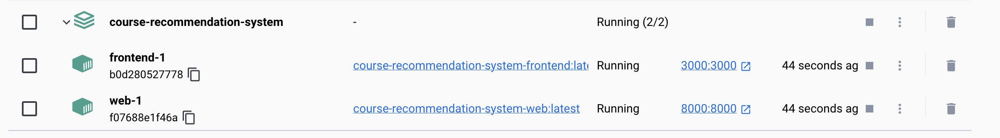 course-recommendation-system - Running (2/2)
frontend-1
b0d280527778 course-recommendation-system-frontend:late Running 3000:3000 44 seconds ag
web-1
f07688e1f46a course-recommendation-system-web:latest Running 8000:8000 44 seconds ag